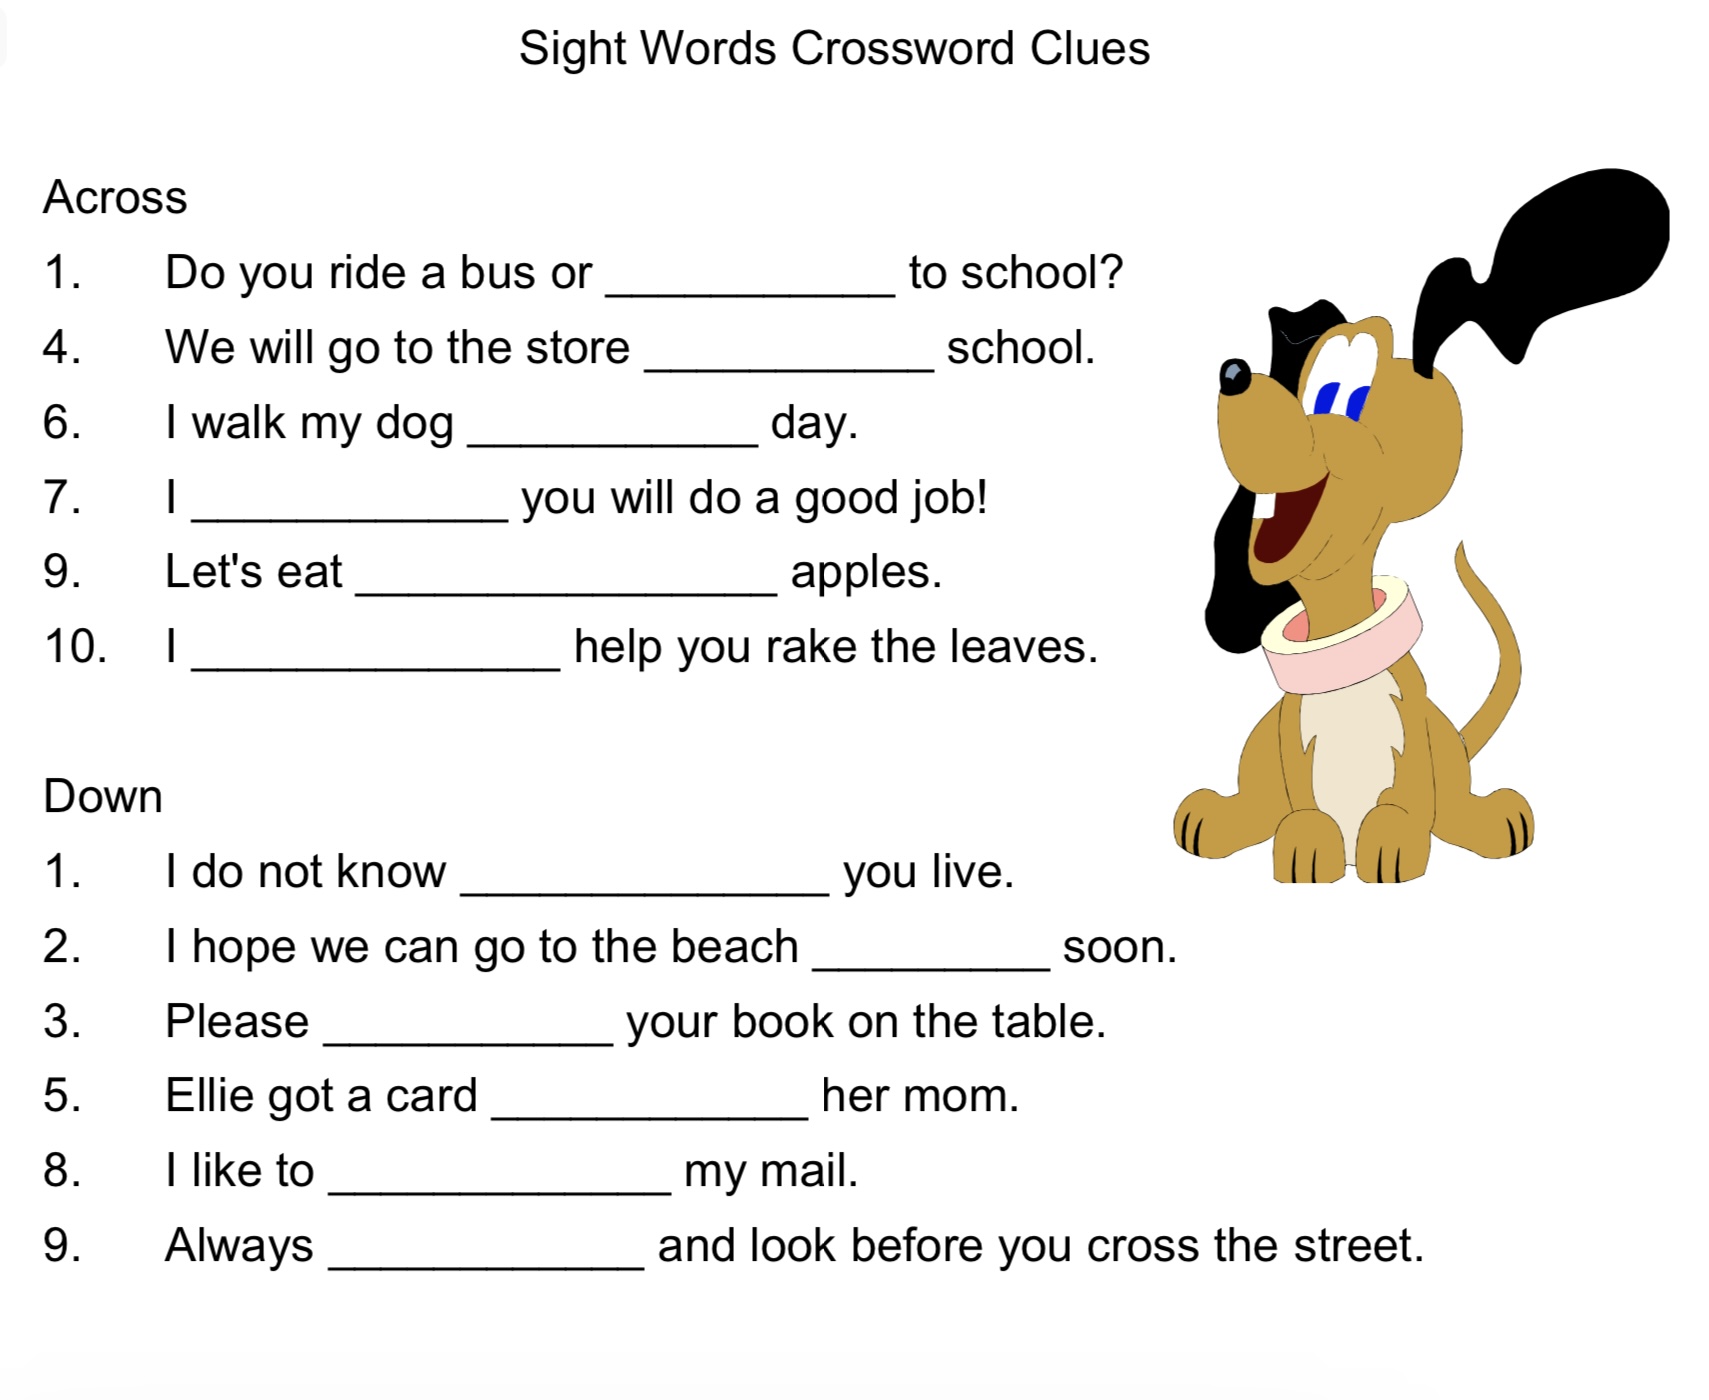 Sight Words Crossword Clues
Across
1. Do you ride a bus or ___________ to school?
4. We will go to the store ___________ school.
6. I walk my dog ___________ day.
7. I ____________ you will do a good job!
9. Let's eat ________________ apples.
10. I ______________ help you rake the leaves.
Down
1. I do not know ______________ you live.
2. I hope we can go to the beach _________ soon.
3. Please ___________ your book on the table.
5. Ellie got a card ____________ her mom.
8. I like to _____________ my mail.
9. Always ____________ and look before you cross the street.